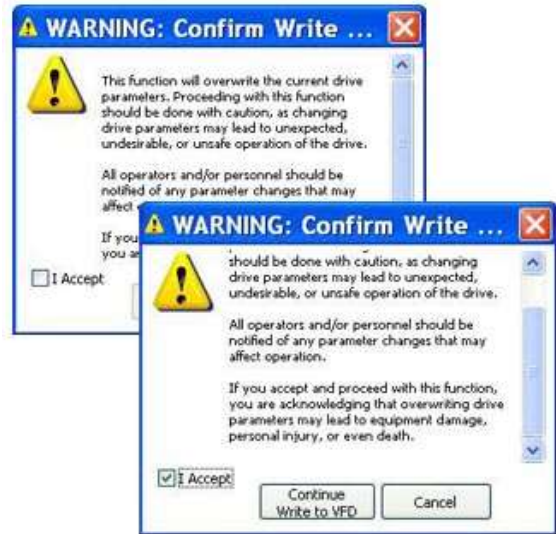 WARNING: Confirm Write ...
This function will overwrite the current drive
parameters. Proceeding with this function
should be done with caution, as changing
drive parameters may lead to unexpected,
undesirable, or unsafe operation of the drive.
All operators and/or personnel should be
notified of any parameter changes that may
affect
If you
you
I Accept
WARNING: Confirm Write ...
should be done with caution, as changing
drive parameters may lead to unexpected,
undesirable, or unsafe operation of the drive.
All operators and/or personnel should be
notified of any parameter changes that may
affect operation.
If you accept and proceed with this function,
you are acknowledging that overwriting drive
parameters may lead to equipment damage,
personal injury, or even death.
I Accept
Continue
Write to VFD
Cancel